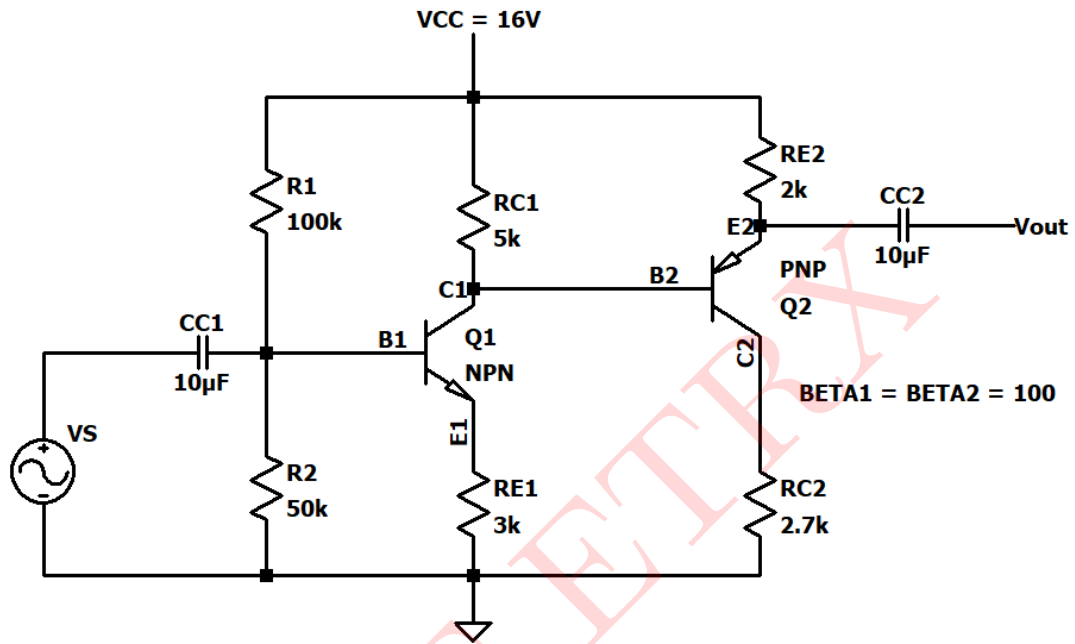 VCC = 16V
R1
100k
RC1
5k
RE2
2k
CC2
10µF
E2
Vout
C1
B2
PNP
Q2
CC1
10µF
B1
Q1
NPN
C2
BETA1 = BETA2 = 100
VS
E1
R2
50k
RE1
3k
RC2
2.7k
ETRX